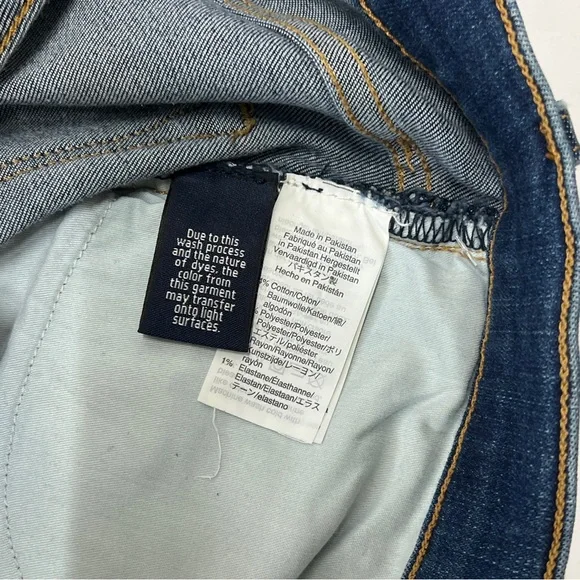 Due to this
wash process
and the nature
of dyes, the
color from
this garment
may transfer
onto light
surfaces.
Made in Pakistan
Fabriqué au Pakistan
in Pakistan Hergestellt
Vervaardigd in Pakistan
パキスタン製
Hecho en Pakistán
% Cotton/Coton/
Baumwolle/Katoen/綿/
algodón
% Polyester/Polyester/
Polyester/Polyester/ポリ
エステル/poliéster
Rayon/Rayonne/Rayon/
kunstzijde/レーヨン/
rayón
1% Elastane/Elasthanne/
Elastan/Elastaan/エラス
テーン/elastano